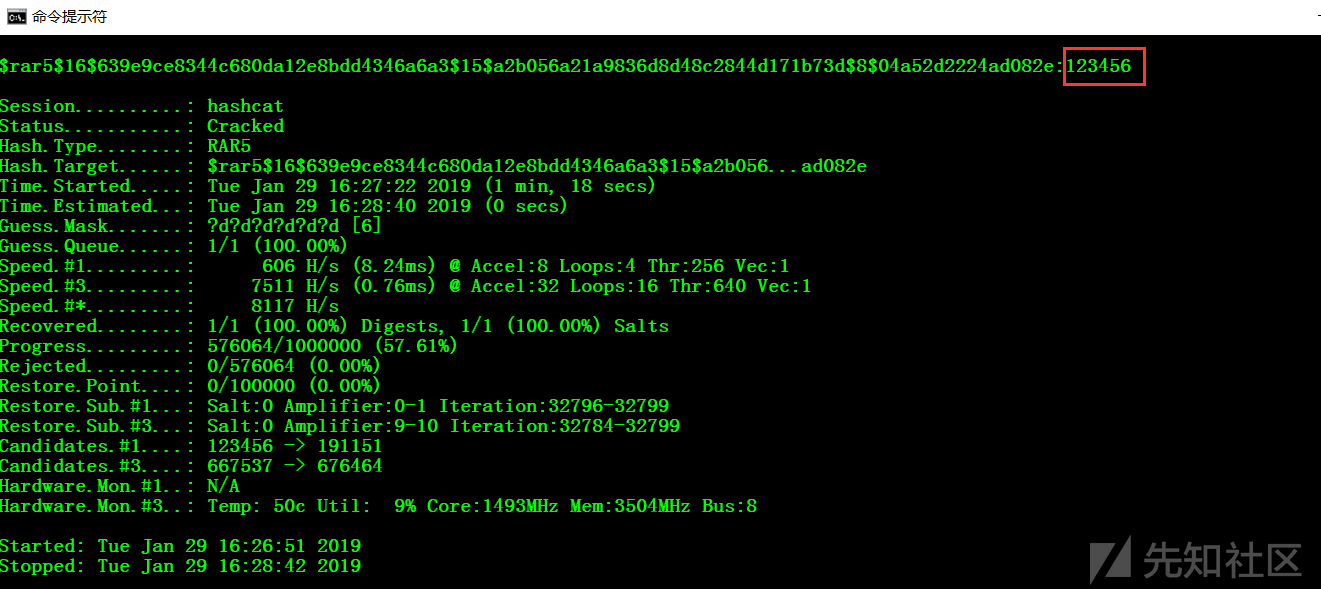 命令提示符
$rar5$16$639e9ce8344c680da12e8bdd4346a6a3$15$a2b056a21a9836d8d48c2844d171b73d$8$04a52d2224ad082e:123456
Session..........: hashcat
Status...........: Cracked
Hash.Type........: RAR5
Hash.Target......: $rar5$16$639e9ce8344c680da12e8bdd4346a6a3$15$a2b056...ad082e
Time.Started.....: Tue Jan 29 16:27:22 2019 (1 min, 18 secs)
Time.Estimated...: Tue Jan 29 16:28:40 2019 (0 secs)
Guess.Mask.......: ?d?d?d?d?d?d [6]
Guess.Queue......: 1/1 (100.00%)
Speed.#1.........:      606 H/s (8.24ms) @ Accel:8 Loops:4 Thr:256 Vec:1
Speed.#3.........:     7511 H/s (0.76ms) @ Accel:32 Loops:16 Thr:640 Vec:1
Speed.#*.........:     8117 H/s
Recovered........: 1/1 (100.00%) Digests, 1/1 (100.00%) Salts
Progress.........: 576064/1000000 (57.61%)
Rejected.........: 0/576064 (0.00%)
Restore.Point....: 0/100000 (0.00%)
Restore.Sub.#1...: Salt:0 Amplifier:0-1 Iteration:32796-32799
Restore.Sub.#3...: Salt:0 Amplifier:9-10 Iteration:32784-32799
Candidates.#1....: 123456 -> 191151
Candidates.#3....: 667537 -> 676464
Hardware.Mon.#1..: N/A
Hardware.Mon.#3..: Temp: 50c Util:  9% Core:1493MHz Mem:3504MHz Bus:8
Started: Tue Jan 29 16:26:51 2019
Stopped: Tue Jan 29 16:28:42 2019
先知社区